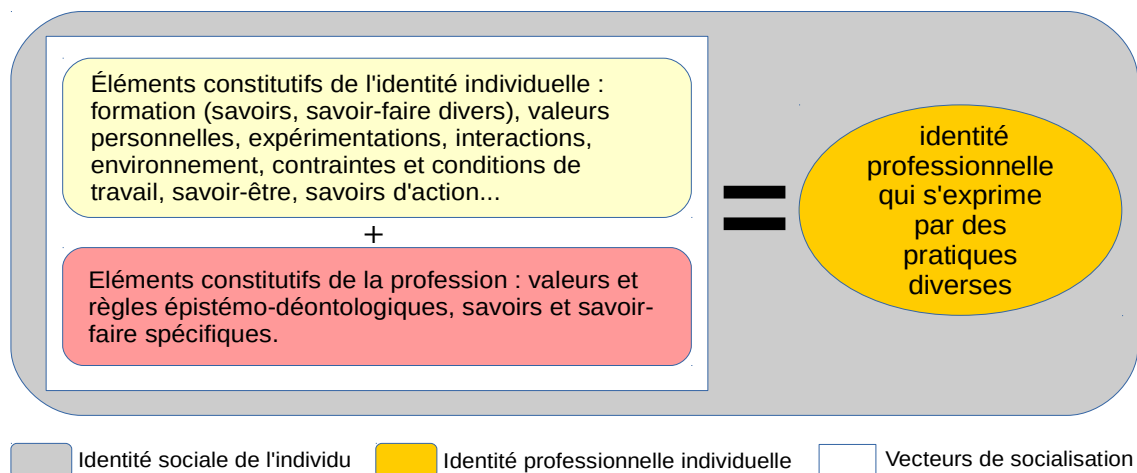 Éléments constitutifs de l'identité individuelle :
formation (savoirs, savoir-faire divers), valeurs
personnelles, expérimentations, interactions,
environnement, contraintes et conditions de
travail, savoir-être, savoirs d'action...
+
Eléments constitutifs de la profession : valeurs et
règles épistémo-déontologiques, savoirs et savoir-
faire spécifiques.
=
identité
professionnelle
qui s'exprime
par des
pratiques
diverses
Identité sociale de l'individu
Identité professionnelle individuelle
Vecteurs de socialisation